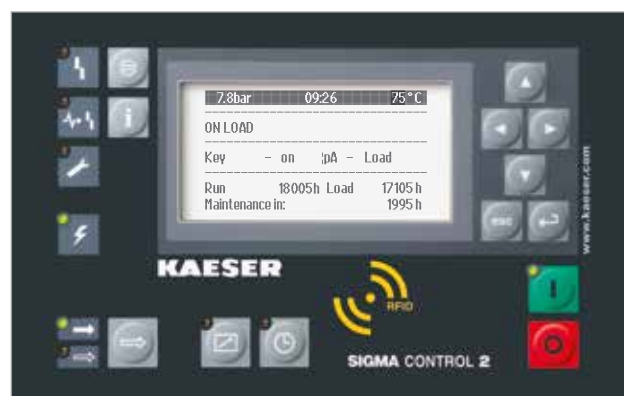 7.8bar 09:26 75°C
ON LOAD
Key - on ¦pA - Load
Run 18005h Load 17105 h
Maintenance in: 1995 h
esc
www.kaeser.com
KAESER
RFID
I
O
SIGMA CONTROL 2